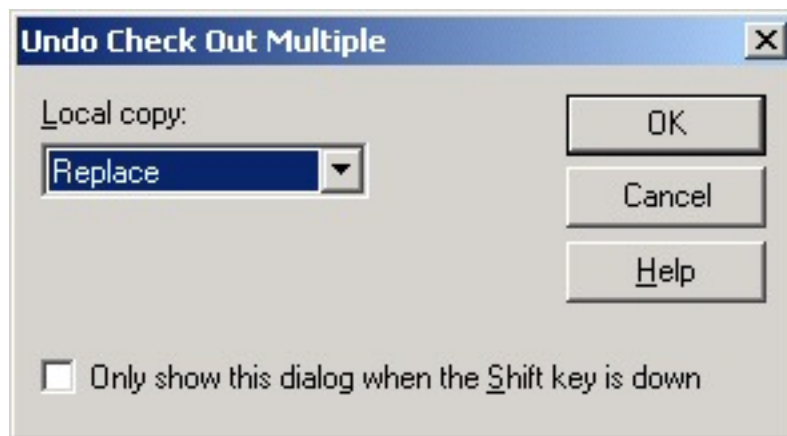 Undo Check Out Multiple
Local copy:
Replace
OK
Cancel
Help
Only show this dialog when the Shift key is down